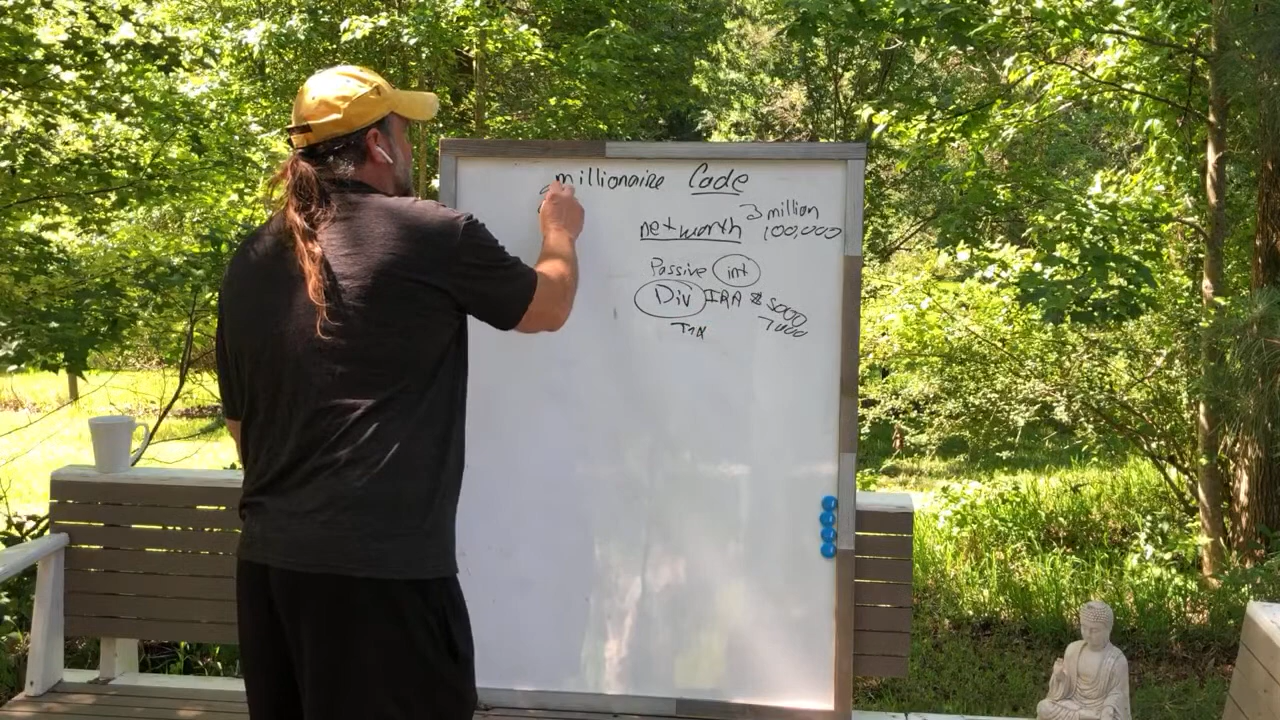 millionaire Code
3 million
net worth 100,000
Passive int
Div IRA $ 5000
Tax 7000